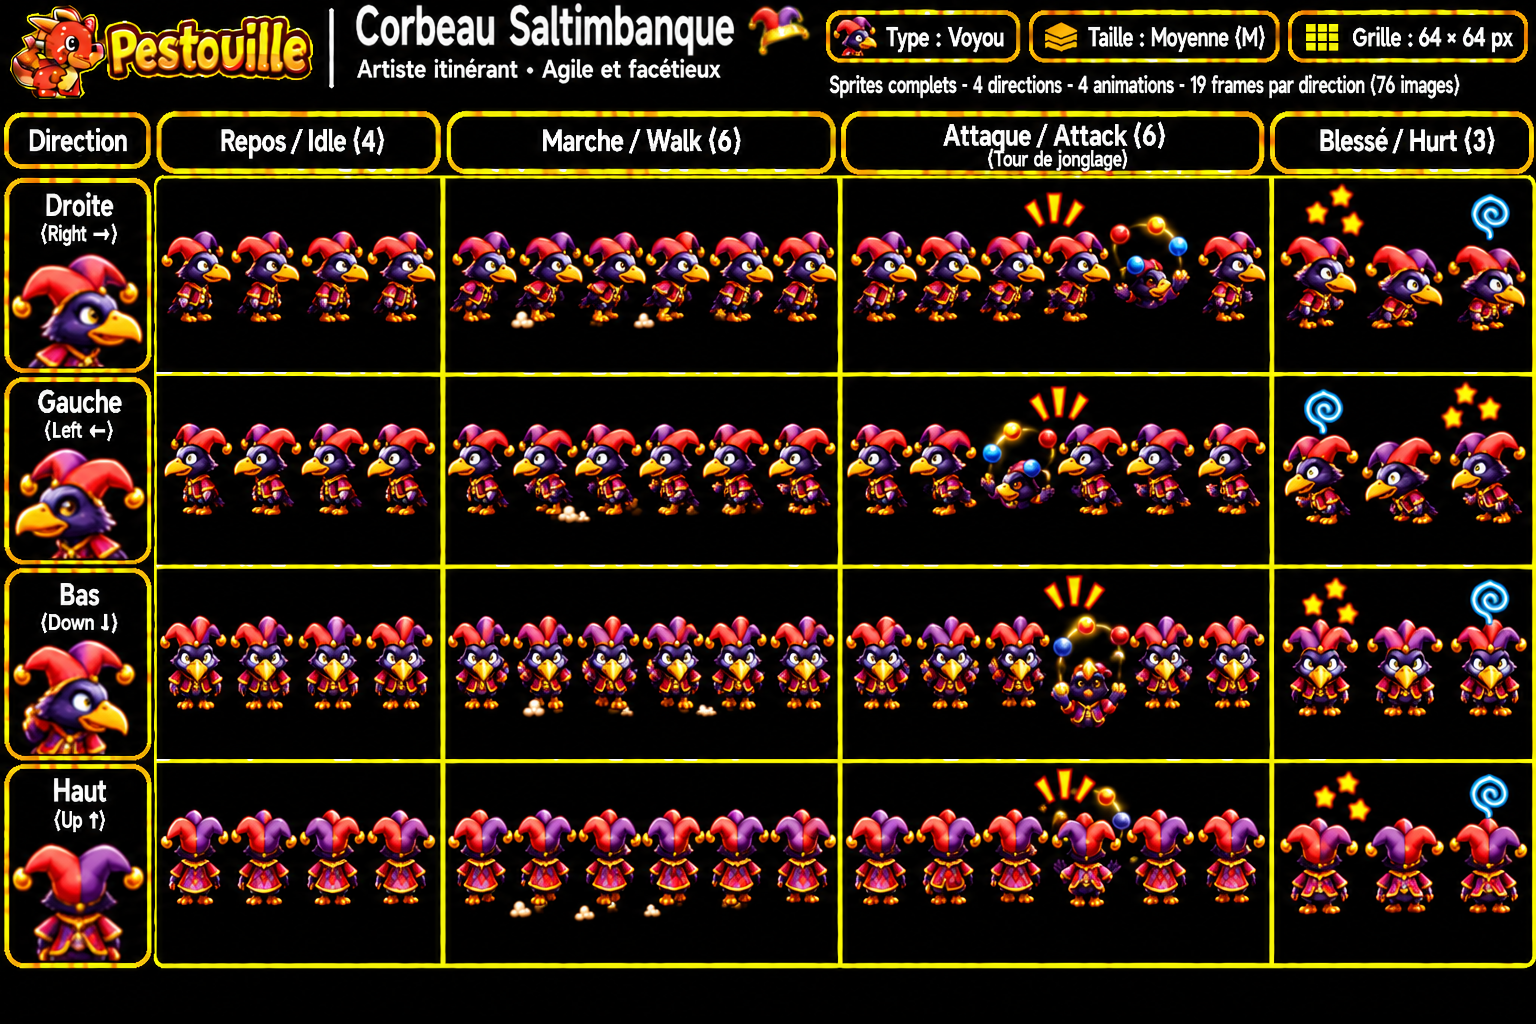 Pestouille
Corbeau Saltimbanque
Artiste itinérant • Agile et facétieux
Type : Voyou
Taille : Moyenne (M)
Grille : 64 × 64 px
Sprites complets - 4 directions - 4 animations - 19 frames par direction (76 images)
Direction
Repos / Idle (4)
Marche / Walk (6)
Attaque / Attack (6)
(Tour de jonglage)
Blessé / Hurt (3)
Droite
(Right →)
Gauche
(Left ←)
Bas
(Down ↓)
Haut
(Up ↑)